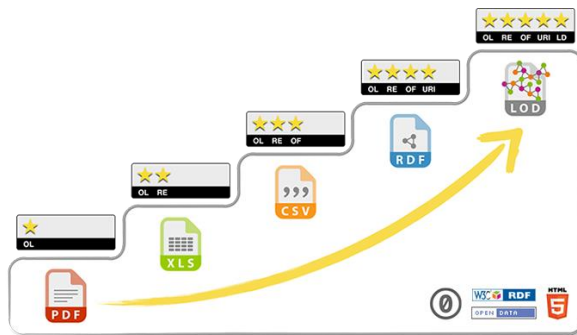 OL RE OF URI LD
LOD
OL RE OF URI
RDF
OL RE OF
CSV
OL RE
XLS
OL
PDF
0
W3C RDF
OPEN DATA
HTML
5